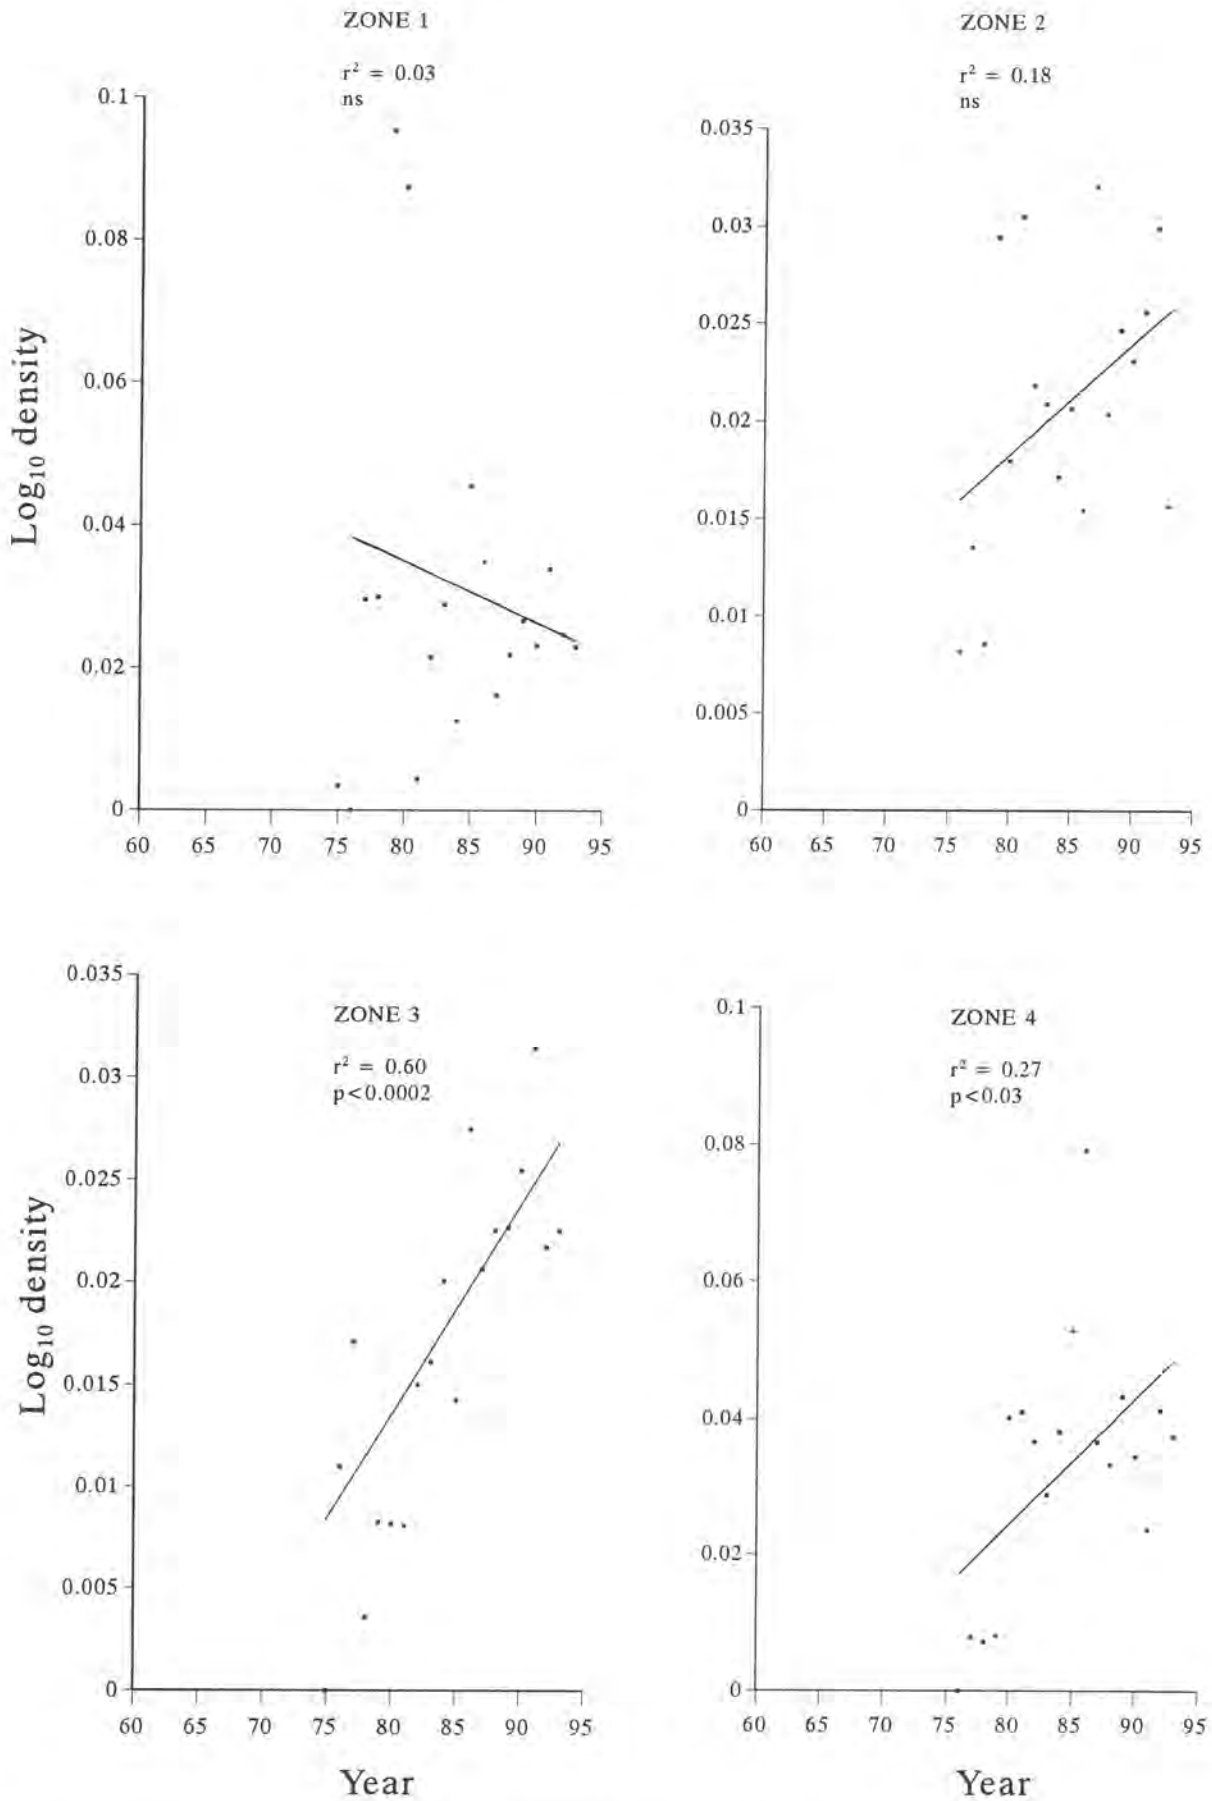 ZONE 1
r² = 0.03
ns
0.1
0.08
0.06
0.04
0.02
0
60 65 70 75 80 85 90 95
Log₁₀ density
ZONE 2
r² = 0.18
ns
0.035
0.03
0.025
0.02
0.015
0.01
0.005
0
60 65 70 75 80 85 90 95
ZONE 3
r² = 0.60
p<0.0002
0.035
0.03
0.025
0.02
0.015
0.01
0.005
0
60 65 70 75 80 85 90 95
Log₁₀ density
Year
ZONE 4
r² = 0.27
p<0.03
0.1
0.08
0.06
0.04
0.02
0
60 65 70 75 80 85 90 95
Year